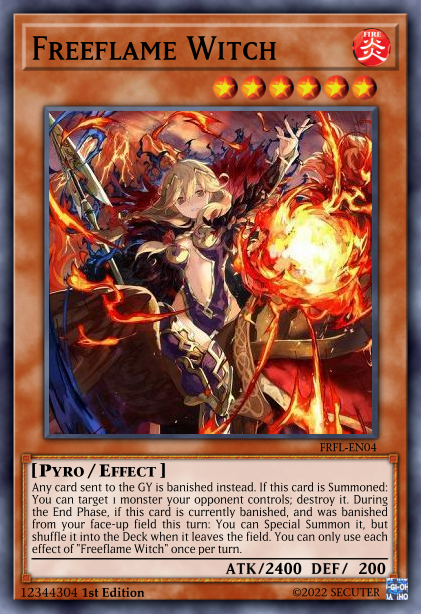 Freeflame Witch
FIRE
炎
FRFL-EN04
[Pyro / Effect]
Any card sent to the GY is banished instead. If this card is Summoned:
You can target 1 monster your opponent controls; destroy it. During
the End Phase, if this card is currently banished, and was banished
from your face-up field this turn: You can Special Summon it, but
shuffle it into the Deck when it leaves the field. You can only use each
effect of "Freeflame Witch" once per turn.
ATK/2400 DEF/ 200
12344304 1st Edition ©2022 SECUTER